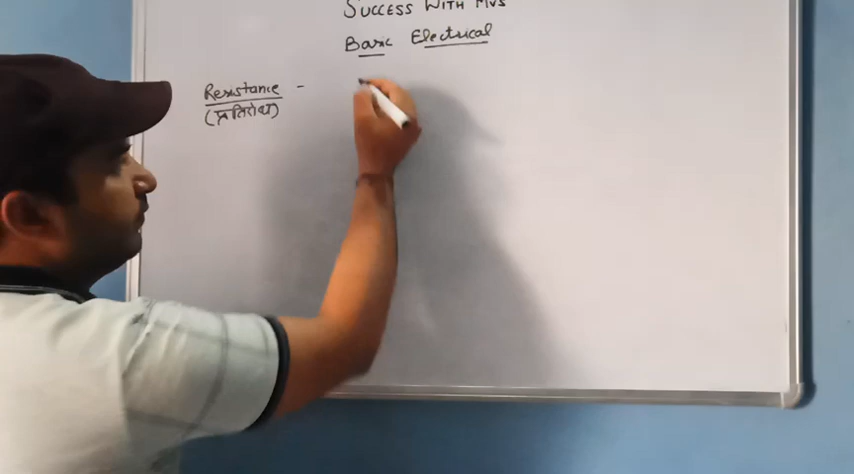 SUCCESS WITH MVS
Basic Electrical
Resistance -
(प्रतिरोध)